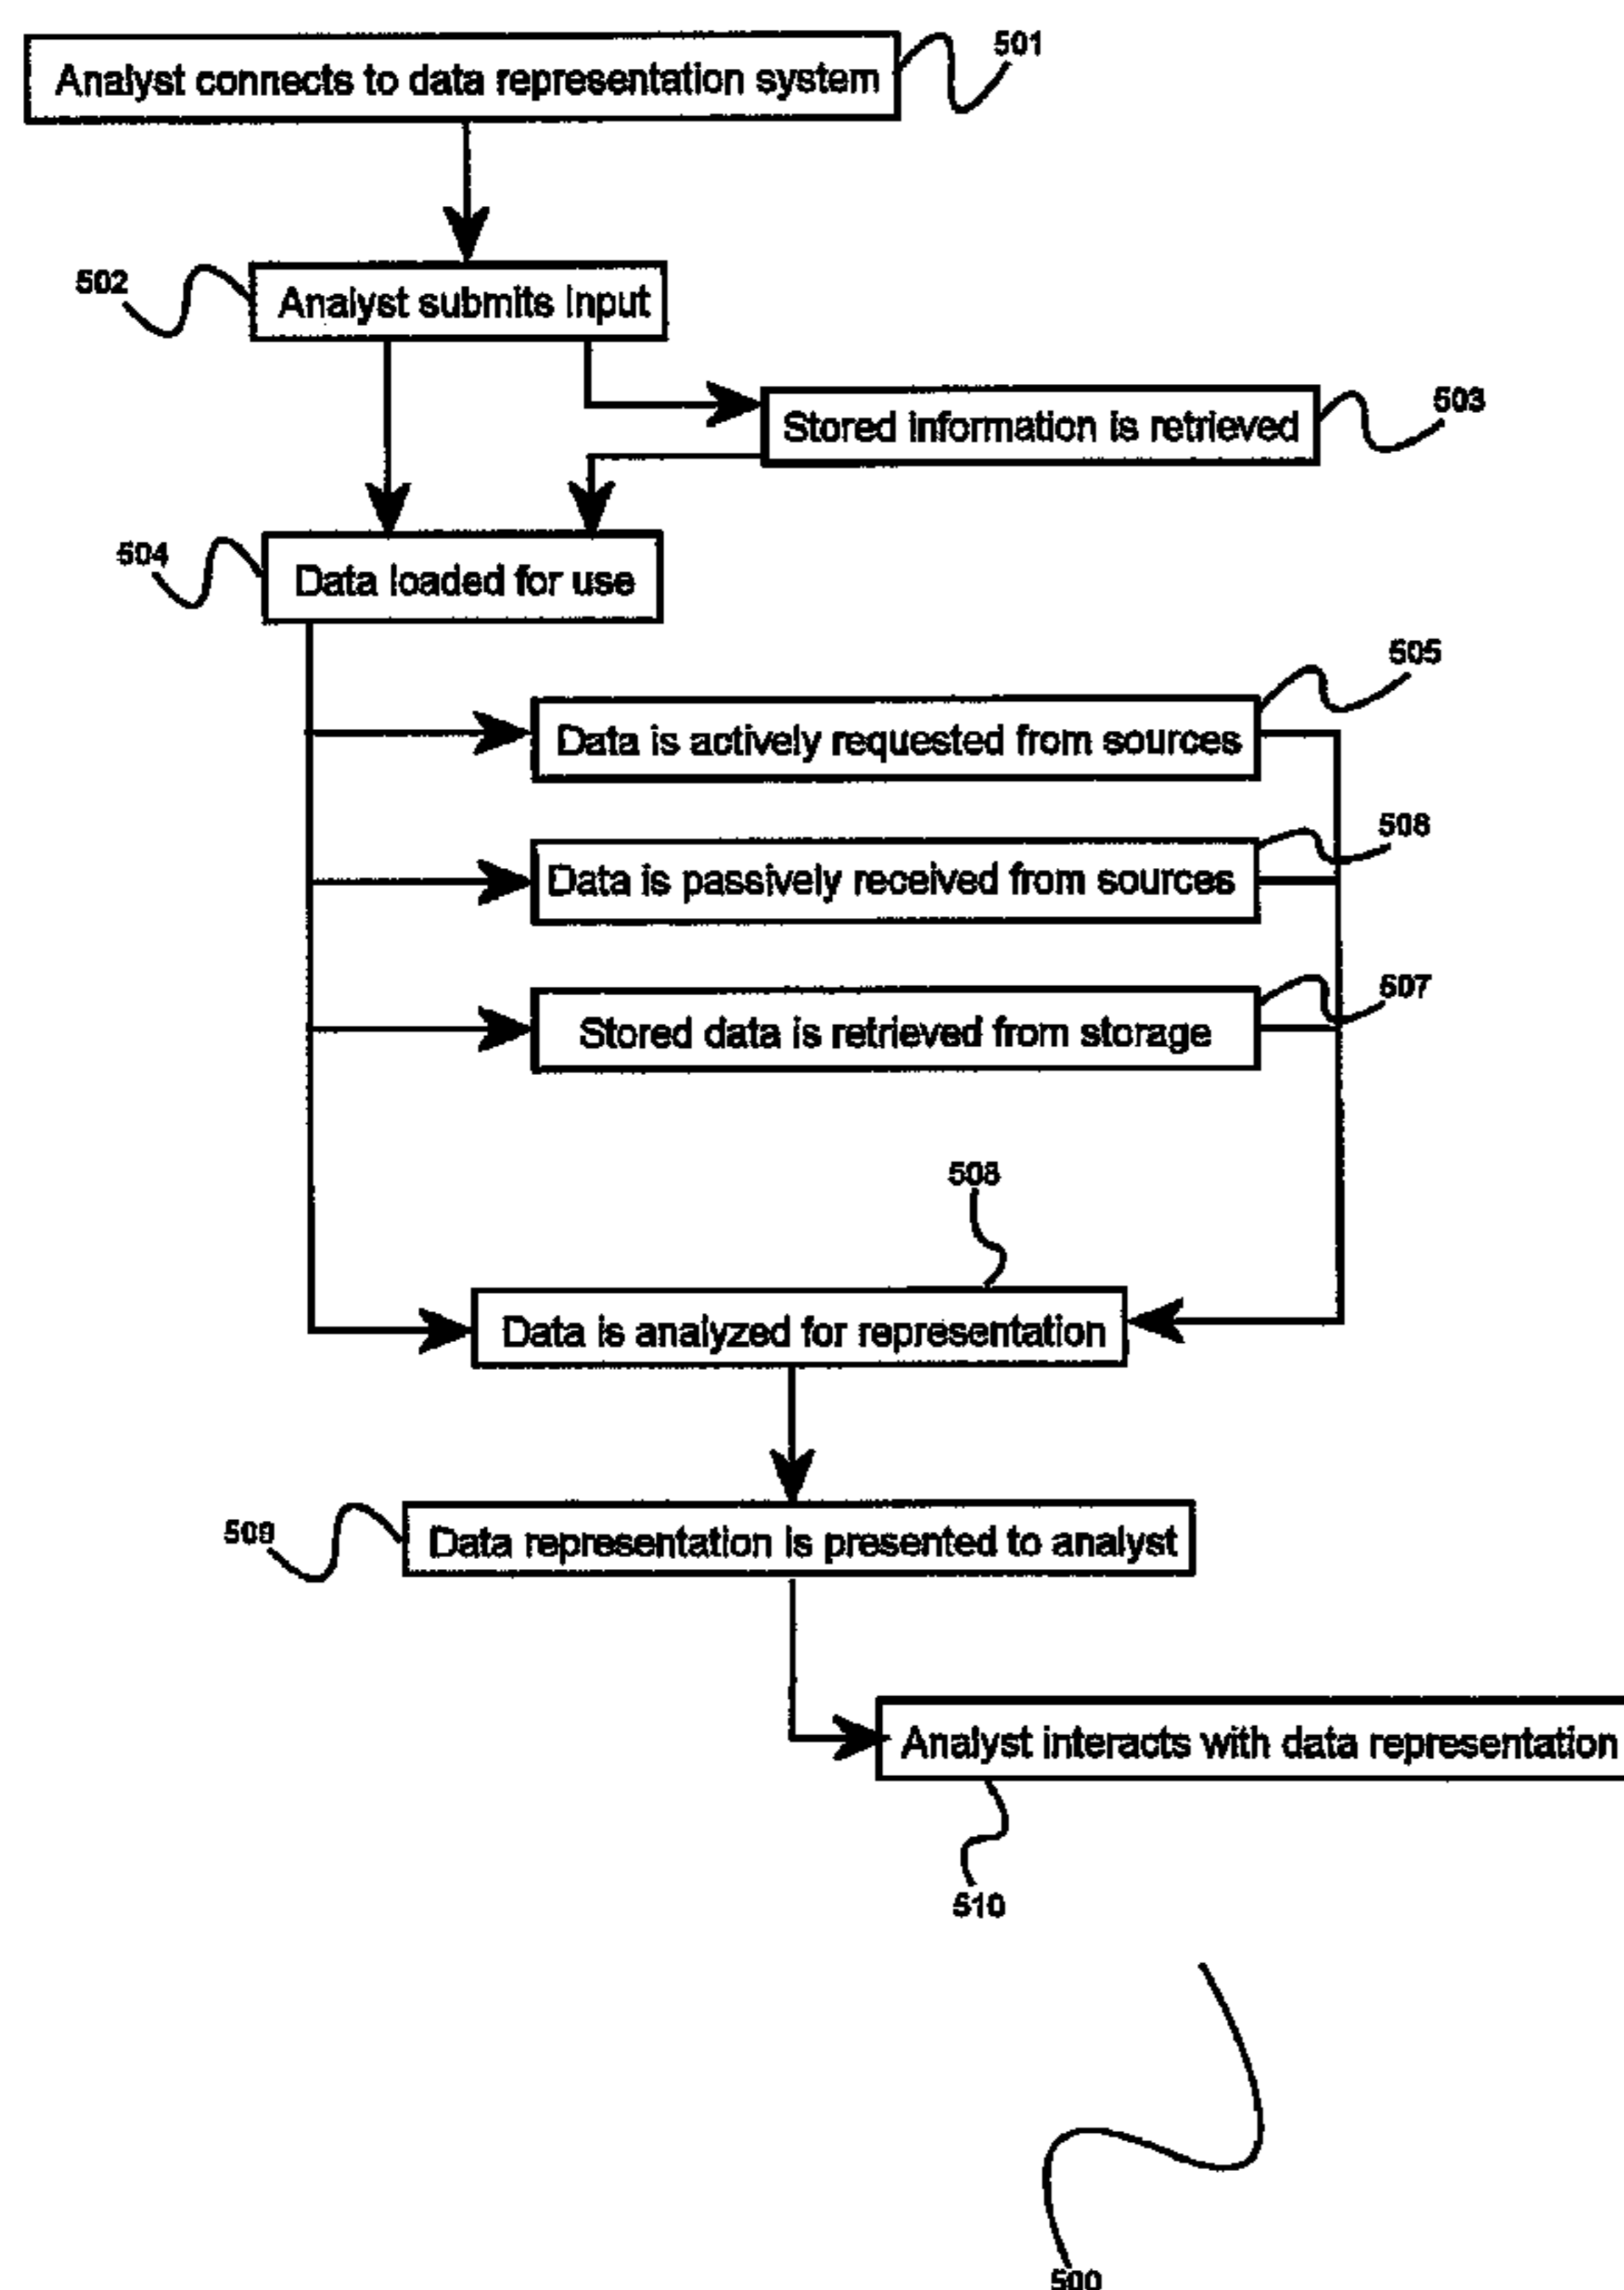 Analyst connects to data representation system
501
502
Analyst submits input
Stored information is retrieved
503
504
Data loaded for use
505
Data is actively requested from sources
506
Data is passively received from sources
507
Stored data is retrieved from storage
508
Data is analyzed for representation
509
Data representation is presented to analyst
Analyst interacts with data representation
510
500